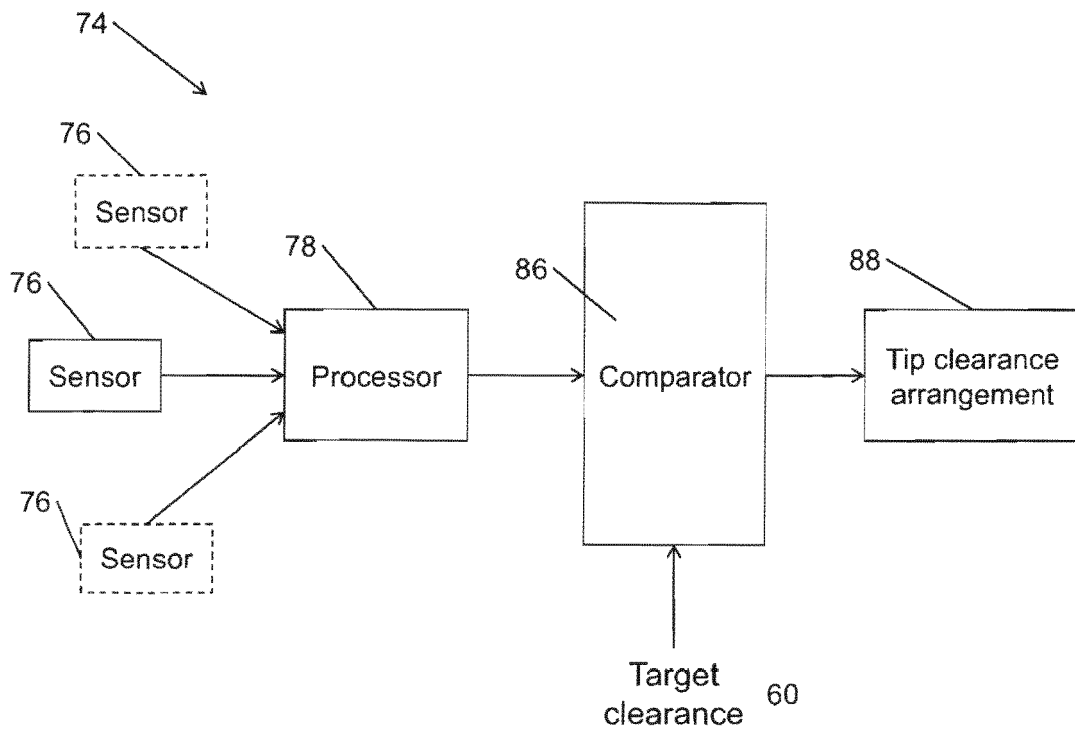 74
76
Sensor
76
Sensor
76
Sensor
78
Processor
86
Comparator
88
Tip clearance
arrangement
Target
clearance
60